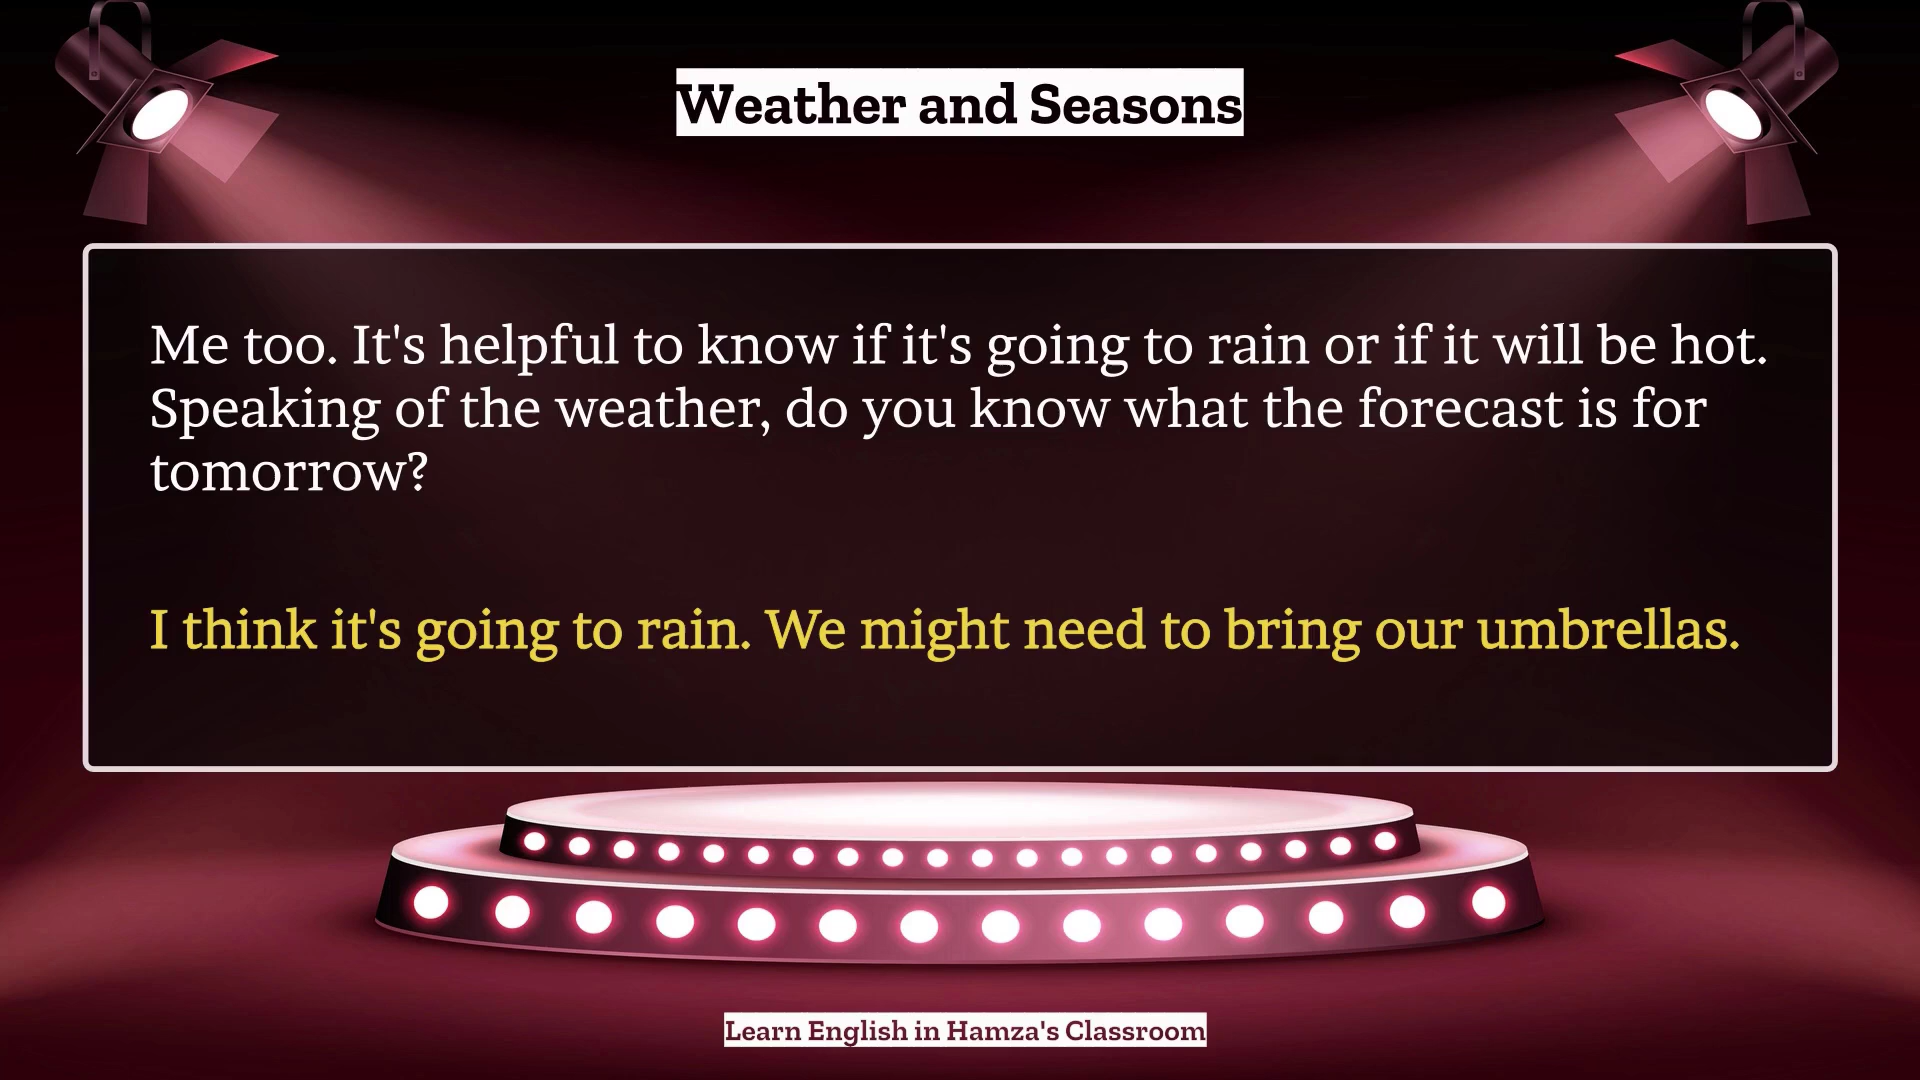 Weather and Seasons
Me too. It's helpful to know if it's going to rain or if it will be hot.
Speaking of the weather, do you know what the forecast is for
tomorrow?
I think it's going to rain. We might need to bring our umbrellas.
Learn English in Hamza's Classroom